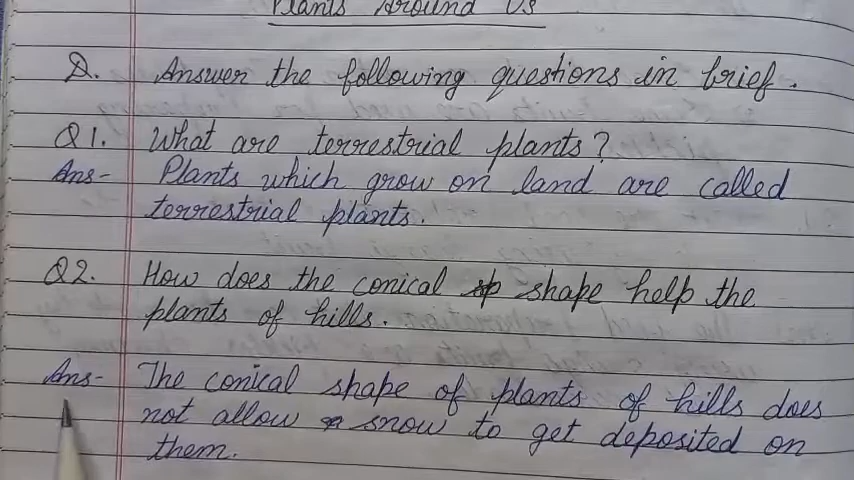 Plants Around Us
D. Answer the following questions in brief.
Q1. What are terrestrial plants?
Ans- Plants which grow on land are called
terrestrial plants.
Q2. How does the conical shape help the
plants of hills.
Ans- The conical shape of plants of hills does
not allow snow to get deposited on
them.